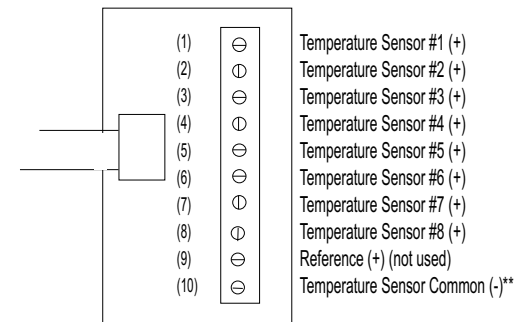 (1) Temperature Sensor #1 (+)
(2) Temperature Sensor #2 (+)
(3) Temperature Sensor #3 (+)
(4) Temperature Sensor #4 (+)
(5) Temperature Sensor #5 (+)
(6) Temperature Sensor #6 (+)
(7) Temperature Sensor #7 (+)
(8) Temperature Sensor #8 (+)
(9) Reference (+) (not used)
(10) Temperature Sensor Common (-)**